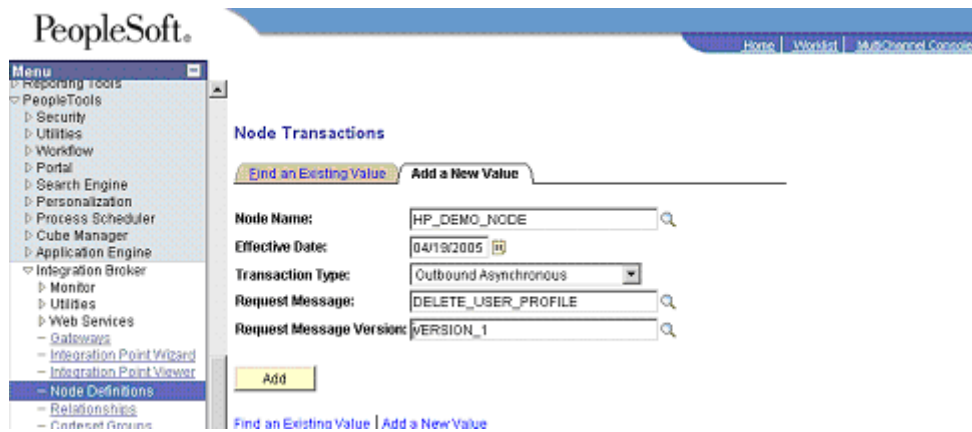 PeopleSoft.
Home | Worklist | MultiChannel Console
Menu
Reporting Tools
PeopleTools
Security
Utilities
Workflow
Portal
Search Engine
Personalization
Process Scheduler
Cube Manager
Application Engine
Integration Broker
Monitor
Utilities
Web Services
Gateways
Integration Point Wizard
Integration Point Viewer
Node Definitions
Relationships
Codeset Groups
Node Transactions
Find an Existing Value
Add a New Value
Node Name: HP_DEMO_NODE
Effective Date: 04/19/2005
Transaction Type: Outbound Asynchronous
Request Message: DELETE_USER_PROFILE
Request Message Version: VERSION_1
Add
Find an Existing Value | Add a New Value